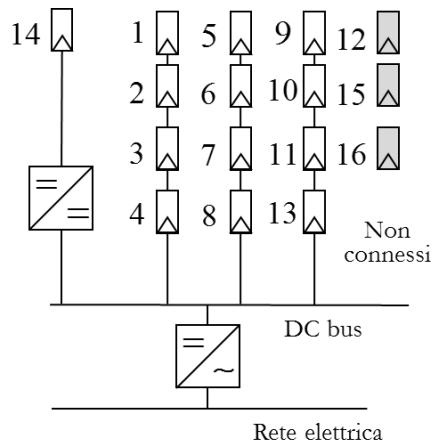 14 1 5 9 12
2 6 10 15
3 7 11 16
4 8 13
Non
connessi
DC bus
Rete elettrica